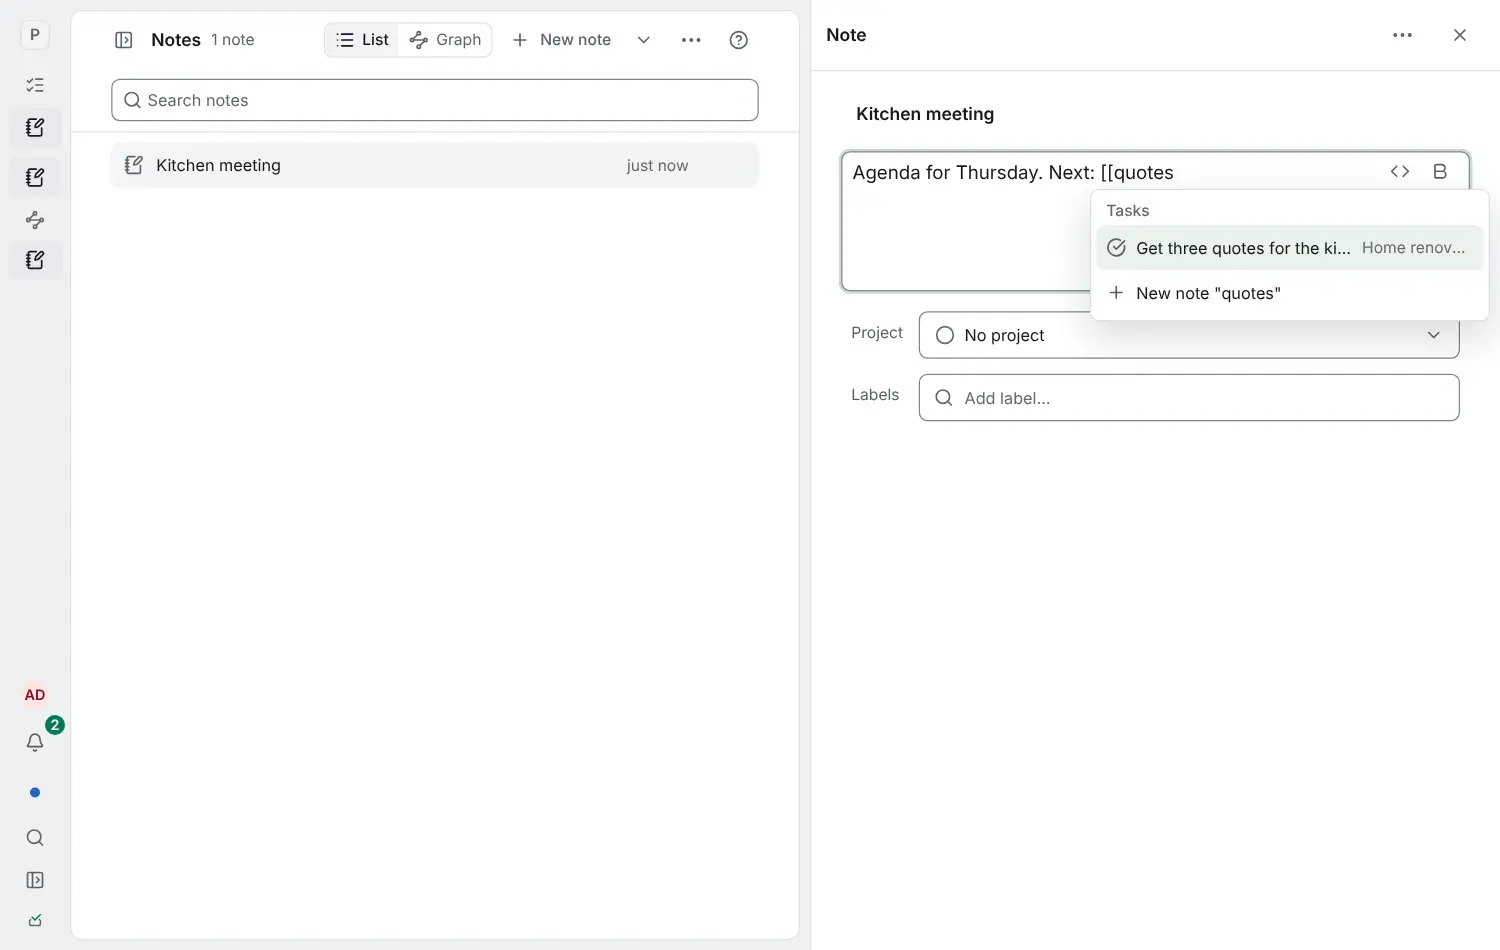 P
Notes 1 note
List
Graph
New note
Search notes
Kitchen meeting just now
AD
2
Note
Kitchen meeting
Agenda for Thursday. Next: [[quotes
B
Tasks
Get three quotes for the ki... Home renov...
New note "quotes"
Project
No project
Labels
Add label...